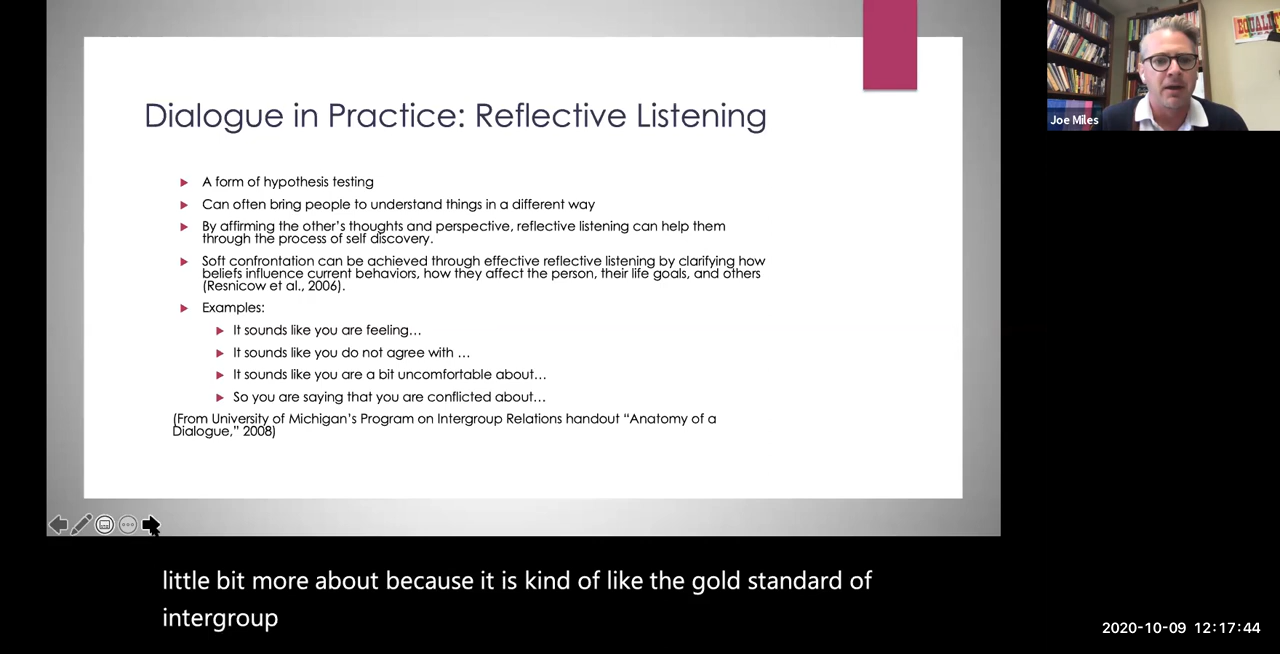 Dialogue in Practice: Reflective Listening
A form of hypothesis testing
Can often bring people to understand things in a different way
By affirming the other’s thoughts and perspective, reflective listening can help them
through the process of self discovery.
Soft confrontation can be achieved through effective reflective listening by clarifying how
beliefs influence current behaviors, how they affect the person, their life goals, and others
(Resnicow et al., 2006).
Examples:
It sounds like you are feeling…
It sounds like you do not agree with …
It sounds like you are a bit uncomfortable about…
So you are saying that you are conflicted about…
(From University of Michigan’s Program on Intergroup Relations handout “Anatomy of a
Dialogue,” 2008)
Joe Miles
little bit more about because it is kind of like the gold standard of
intergroup
2020-10-09 12:17:44